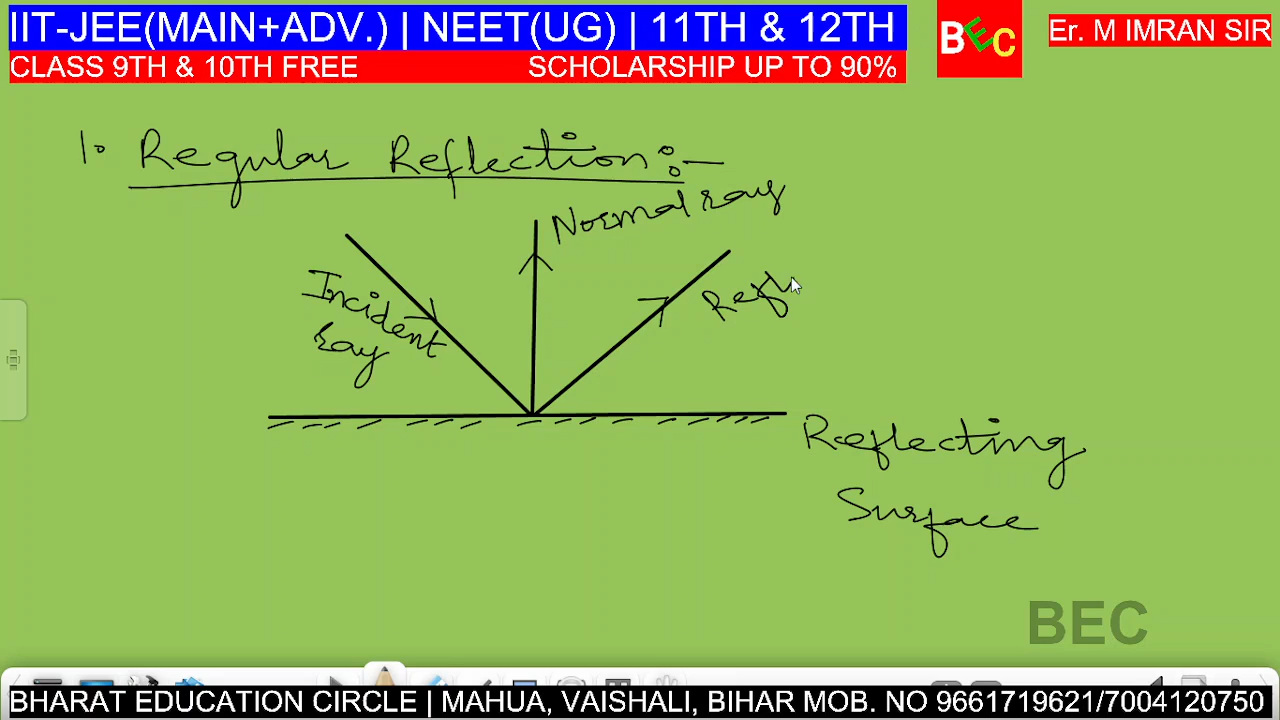 IIT-JEE(MAIN+ADV.) | NEET(UG) | 11TH & 12TH
CLASS 9TH & 10TH FREE SCHOLARSHIP UP TO 90%
BEC
Er. M IMRAN SIR
1. Regular Reflection:-
Normal ray
Incident
ray
Refl
Reflecting
Surface
BEC
BHARAT EDUCATION CIRCLE | MAHUA, VAISHALI, BIHAR MOB. NO 9661719621/7004120750